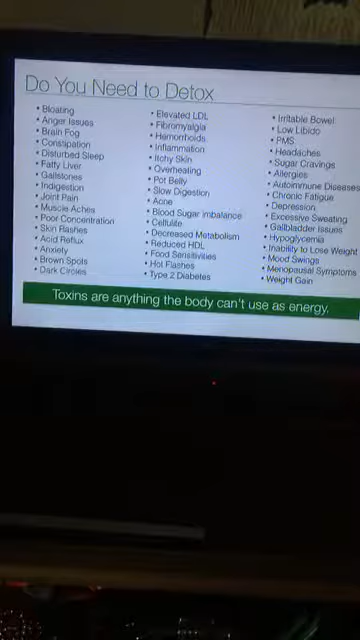 Do You Need to Detox
• Bloating
• Anger Issues
• Brain Fog
• Constipation
• Disturbed Sleep
• Fatty Liver
• Gallstones
• Indigestion
• Joint Pain
• Muscle Aches
• Poor Concentration
• Skin Rashes
• Acid Reflux
• Anxiety
• Brown Spots
• Dark Circles
• Elevated LDL
• Fibromyalgia
• Hemorrhoids
• Inflammation
• Itchy Skin
• Overheating
• Pot Belly
• Slow Digestion
• Acne
• Blood Sugar imbalance
• Cellulite
• Decreased Metabolism
• Reduced HDL
• Food Sensitivities
• Hot Flashes
• Type 2 Diabetes
• Irritable Bowel
• Low Libido
• PMS
• Headaches
• Sugar Cravings
• Allergies
• Autoimmune Diseases
• Chronic Fatigue
• Depression
• Excessive Sweating
• Gallbladder Issues
• Hypoglycemia
• Inability to Lose Weight
• Mood Swings
• Menopausal Symptoms
• Weight Gain
Toxins are anything the body can't use as energy.